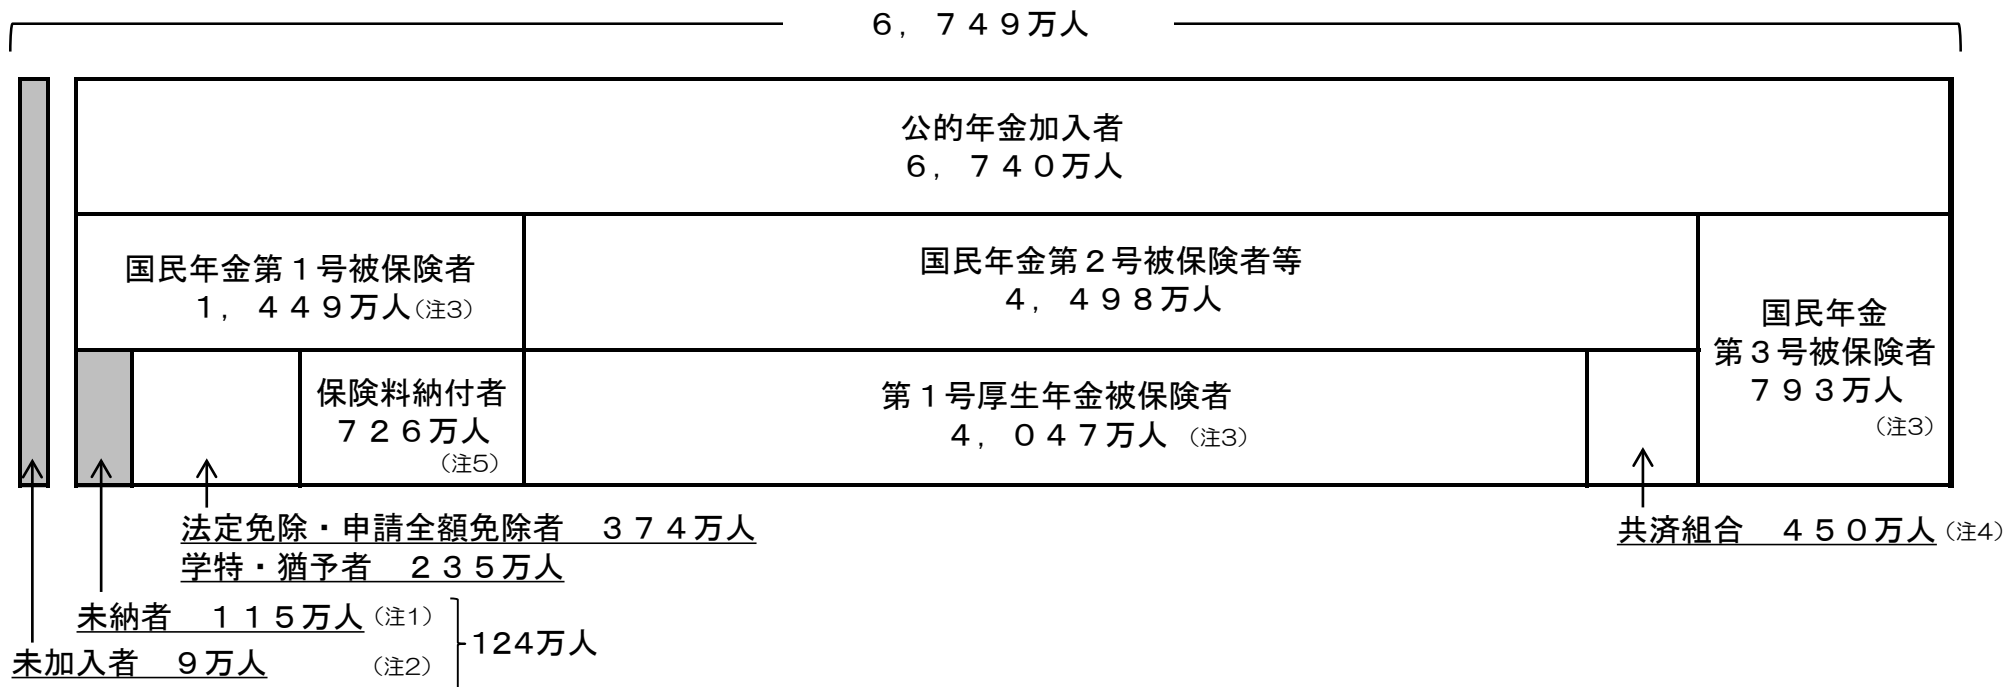 ６，７４９万人
公的年金加入者
６，７４０万人
国民年金第１号被保険者
１，４４９万人（注3）
国民年金第２号被保険者等
４，４９８万人
国民年金
第３号被保険者
７９３万人
（注3）
保険料納付者
７２６万人
（注5）
第１号厚生年金被保険者
４，０４７万人（注3）
法定免除・申請全額免除者　３７４万人
学特・猶予者　２３５万人
共済組合　４５０万人（注4）
未納者　１１５万人（注1）
124万人
未加入者　９万人（注2）